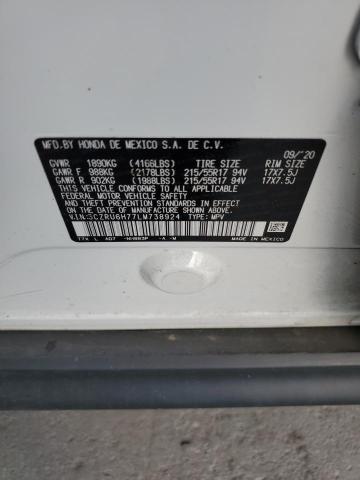 MFD.BY HONDA DE MEXICO S.A. DE C.V.
09/'20
GVWR 1890KG (4166LBS) TIRE SIZE RIM SIZE
GAWR F 988KG (2178LBS) 215/55R17 94V 17X7.5J
GAWR R 902KG (1988LBS) 215/55R17 94V 17X7.5J
THIS VEHICLE CONFORMS TO ALL APPLICABLE
FEDERAL MOTOR VEHICLE SAFETY AND
THEFT PREVENTION STANDARDS IN EFFECT
ON THE DATE OF MANUFACTURE SHOWN ABOVE.
V.I.N:3CZRU6H77LM738924 TYPE: MPV
T7X L AD7 -NH883P -A -M
MADE IN MEXICO